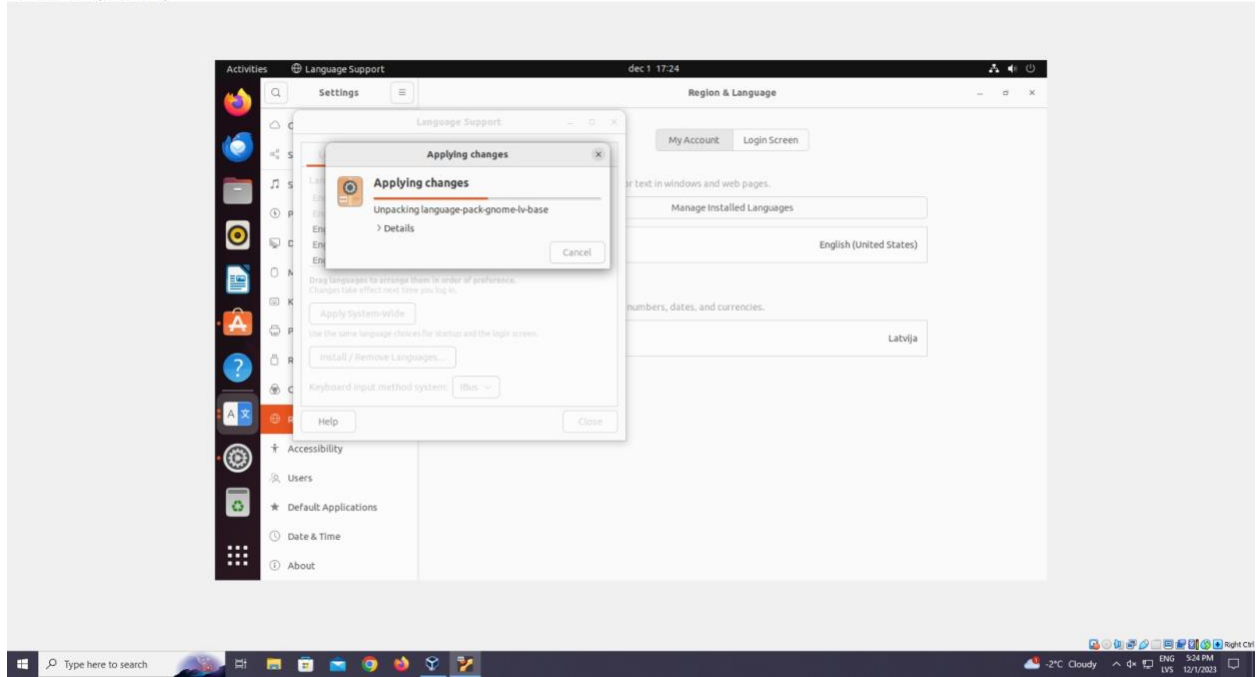 Activities
Language Support
dec 1 17:24
Settings
Region & Language
Language Support
My Account
Login Screen
Applying changes
Applying changes
Unpacking language-pack-gnome-lv-base
> Details
Cancel
or text in windows and web pages.
Manage Installed Languages
English (United States)
Drag languages to arrange them in order of preference.
Changes take effect next time you log in.
numbers, dates, and currencies.
Apply System-Wide
Use the same language choices for startup and the login screen.
Latvija
Install / Remove Languages...
Keyboard input method system:
IBus
Help
Close
Accessibility
Users
Default Applications
Date & Time
About
Right Ctrl
Type here to search
-2°C Cloudy
ENG
LVS
5:24 PM
12/1/2023